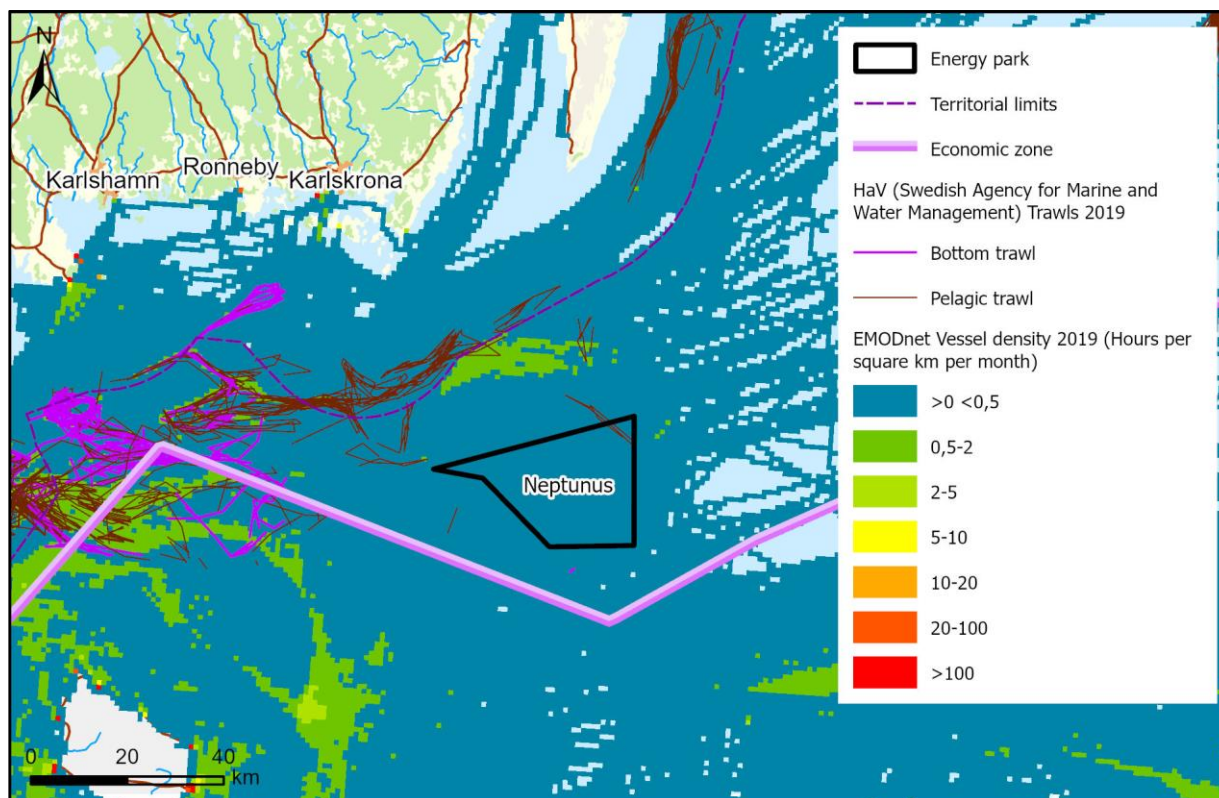 N
Karlshamn
Ronneby
Karlskrona
Neptunus
0 20 40
km
Energy park
Territorial limits
Economic zone
HaV (Swedish Agency for Marine and
Water Management) Trawls 2019
Bottom trawl
Pelagic trawl
EMODnet Vessel density 2019 (Hours per
square km per month)
>0 <0,5
0,5-2
2-5
5-10
10-20
20-100
>100